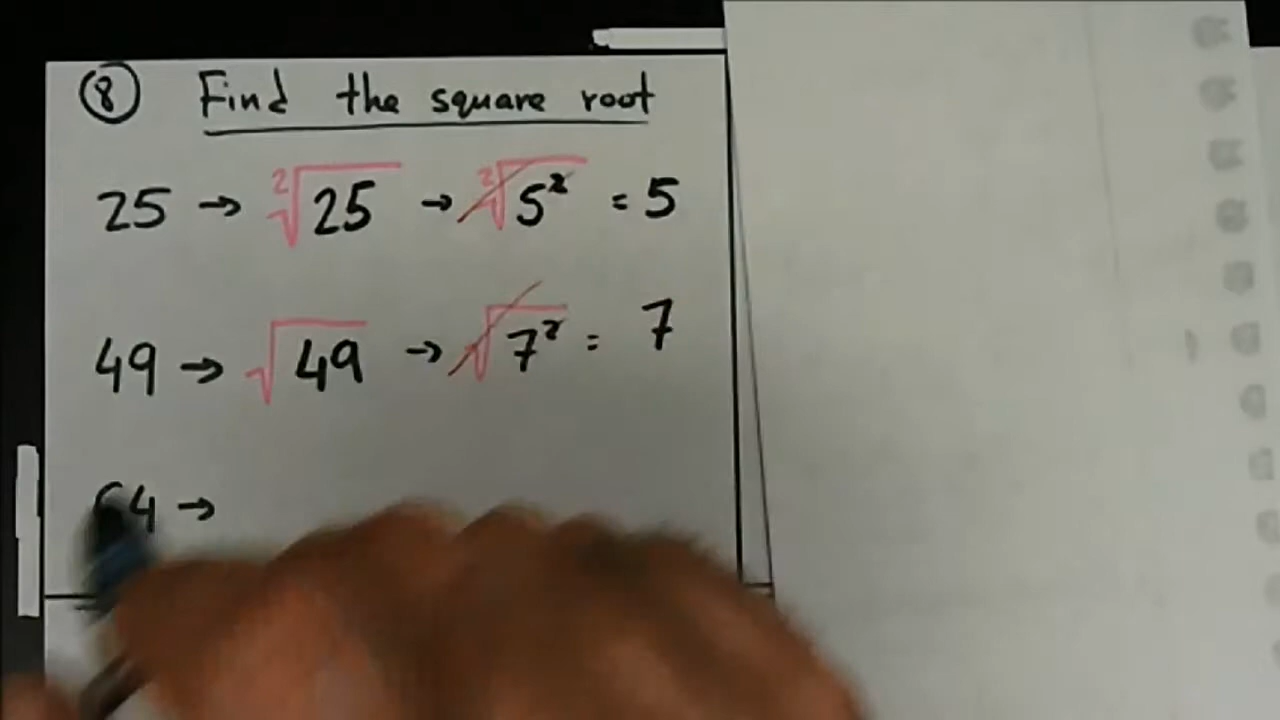 ⑧ Find the square root
25 → ²√25 → ²√5² = 5
49 → √49 → √7² = 7
64 →